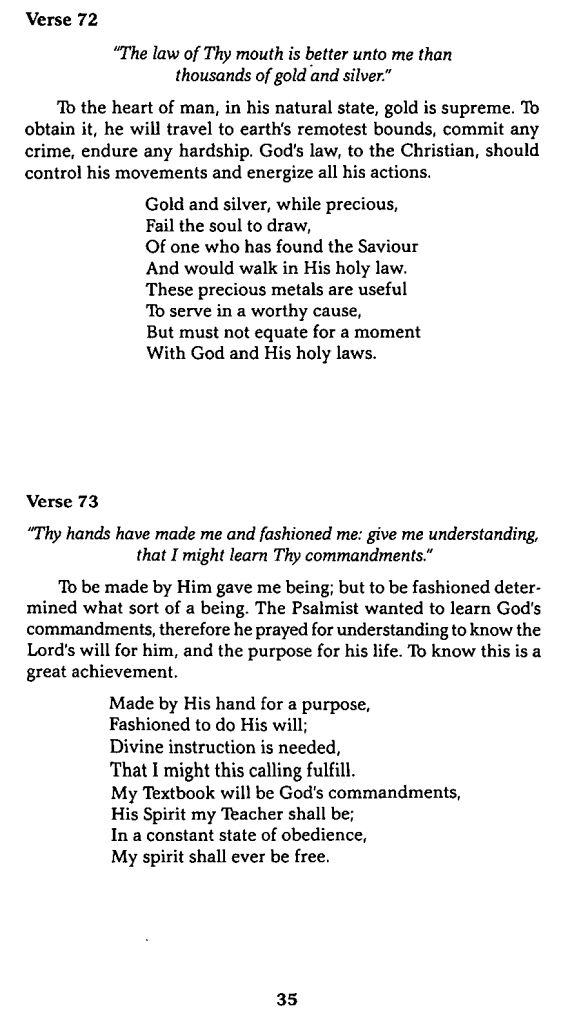 Verse 72
"The law of Thy mouth is better unto me than
thousands of gold and silver."
To the heart of man, in his natural state, gold is supreme. To
obtain it, he will travel to earth's remotest bounds, commit any
crime, endure any hardship. God's law, to the Christian, should
control his movements and energize all his actions.
Gold and silver, while precious,
Fail the soul to draw,
Of one who has found the Saviour
And would walk in His holy law.
These precious metals are useful
To serve in a worthy cause,
But must not equate for a moment
With God and His holy laws.
Verse 73
"Thy hands have made me and fashioned me: give me understanding,
that I might learn Thy commandments."
To be made by Him gave me being; but to be fashioned deter-
mined what sort of a being. The Psalmist wanted to learn God's
commandments, therefore he prayed for understanding to know the
Lord's will for him, and the purpose for his life. To know this is a
great achievement.
Made by His hand for a purpose,
Fashioned to do His will;
Divine instruction is needed,
That I might this calling fulfill.
My Textbook will be God's commandments,
His Spirit my Teacher shall be;
In a constant state of obedience,
My spirit shall ever be free.
35